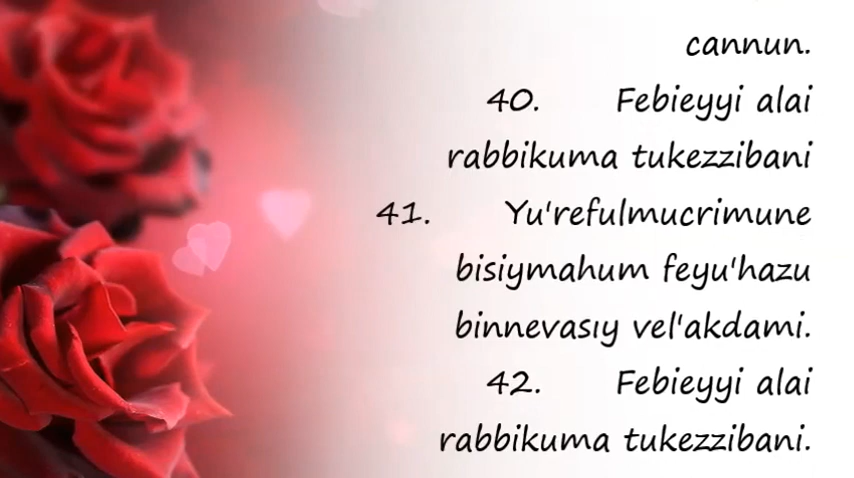 cannun.
40. Febieyyi alai
rabbikuma tukezzibani
41. Yu'refulmucrimune
bisiymahum feyu'hazu
binnevasıy vel'akdami.
42. Febieyyi alai
rabbikuma tukezzibani.